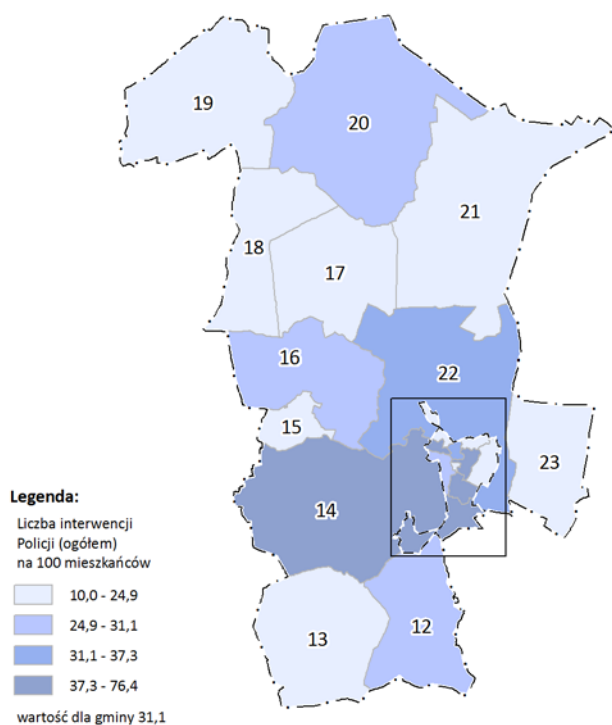 19
20
21
18
17
16
22
15
23
14
12
13
Legenda:
Liczba interwencji
Policji (ogółem)
na 100 mieszkańców
10,0 - 24,9
24,9 - 31,1
31,1 - 37,3
37,3 - 76,4
wartość dla gminy 31,1